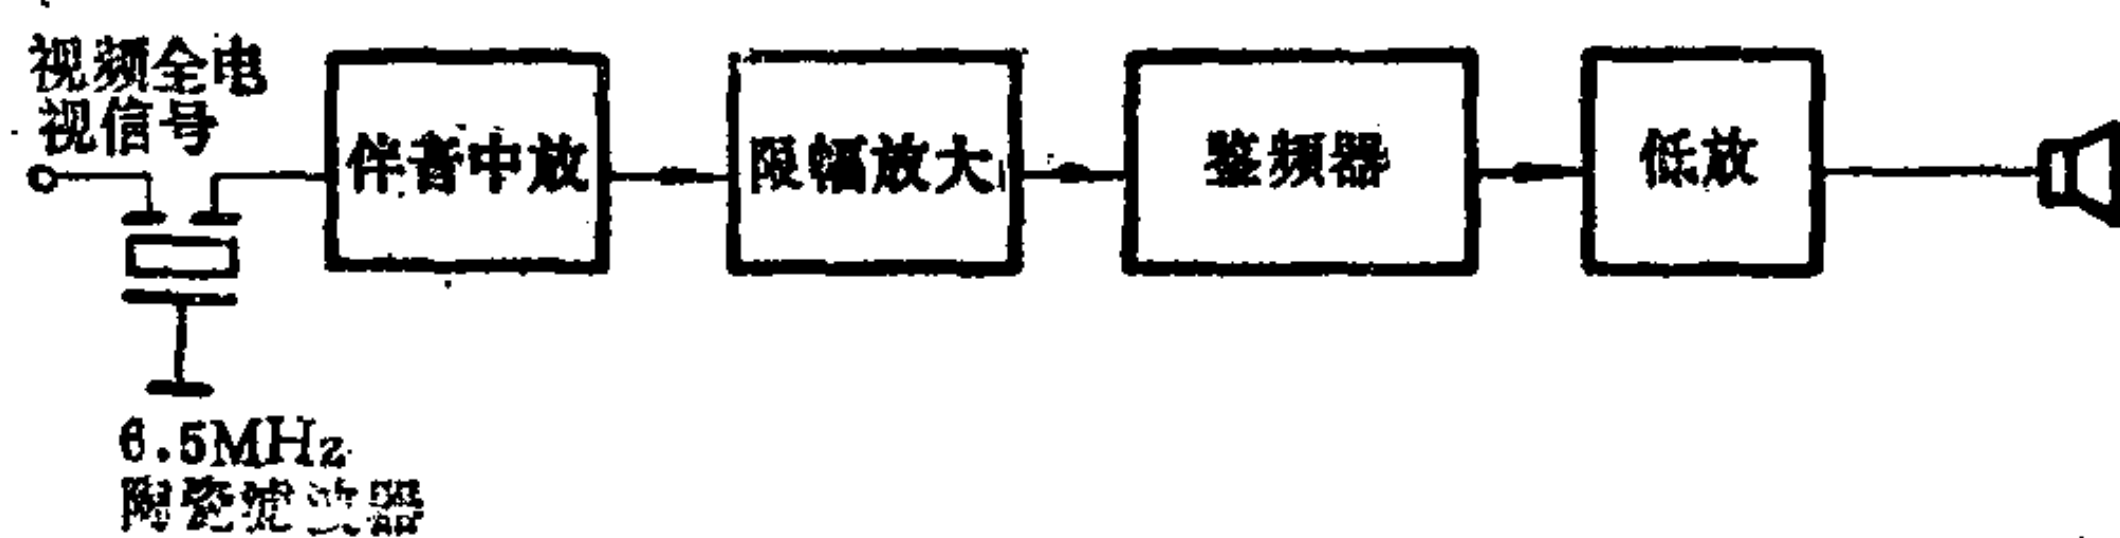 视频全电
视信号
伴音中放
限幅放大
鉴频器
低放
6.5MHz
陶瓷滤波器